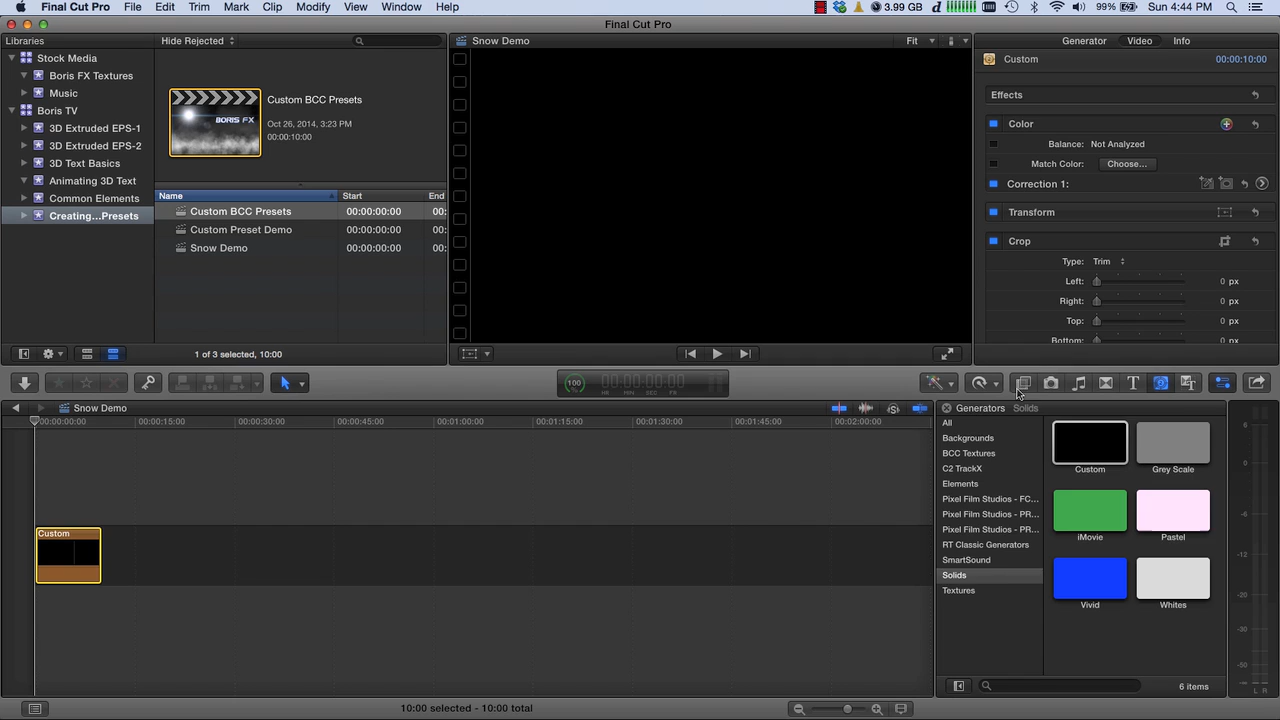 Final Cut Pro File Edit Trim Mark Clip Modify View Window Help 3.99 GB 99% Sun 4:44 PM
Final Cut Pro
Libraries
Hide Rejected
Stock Media
Boris FX Textures
Music
Boris TV
3D Extruded EPS-1
3D Extruded EPS-2
3D Text Basics
Animating 3D Text
Common Elements
Creating...Presets
BORIS FX
Custom BCC Presets
Oct 26, 2014, 3:23 PM
00:00:10:00
Name Start End
Custom BCC Presets 00:00:00:00 00:
Custom Preset Demo 00:00:00:00 00:
Snow Demo 00:00:00:00 00:
1 of 3 selected, 10:00
Snow Demo
Fit
Generator Video Info
Custom 00:00:10:00
Effects
Color
Balance: Not Analyzed
Match Color: Choose...
Correction 1:
Transform
Crop
Type: Trim
Left: 0 px
Right: 0 px
Top: 0 px
Bottom: 0 px
100 00:00:00:00
HR MIN SEC FR
Snow Demo
00:00:00:00 00:00:15:00 00:00:30:00 00:00:45:00 00:01:00:00 00:01:15:00 00:01:30:00 00:01:45:00 00:02:00:00
Custom
Generators Solids
All
Backgrounds
BCC Textures
C2 TrackX
Elements
Pixel Film Studios - FC...
Pixel Film Studios - PR...
Pixel Film Studios - PR...
RT Classic Generators
SmartSound
Solids
Textures
Custom
Grey Scale
iMovie
Pastel
Vivid
Whites
6 items
6
0
-6
-12
-20
-30
-50
L R
10:00 selected - 10:00 total